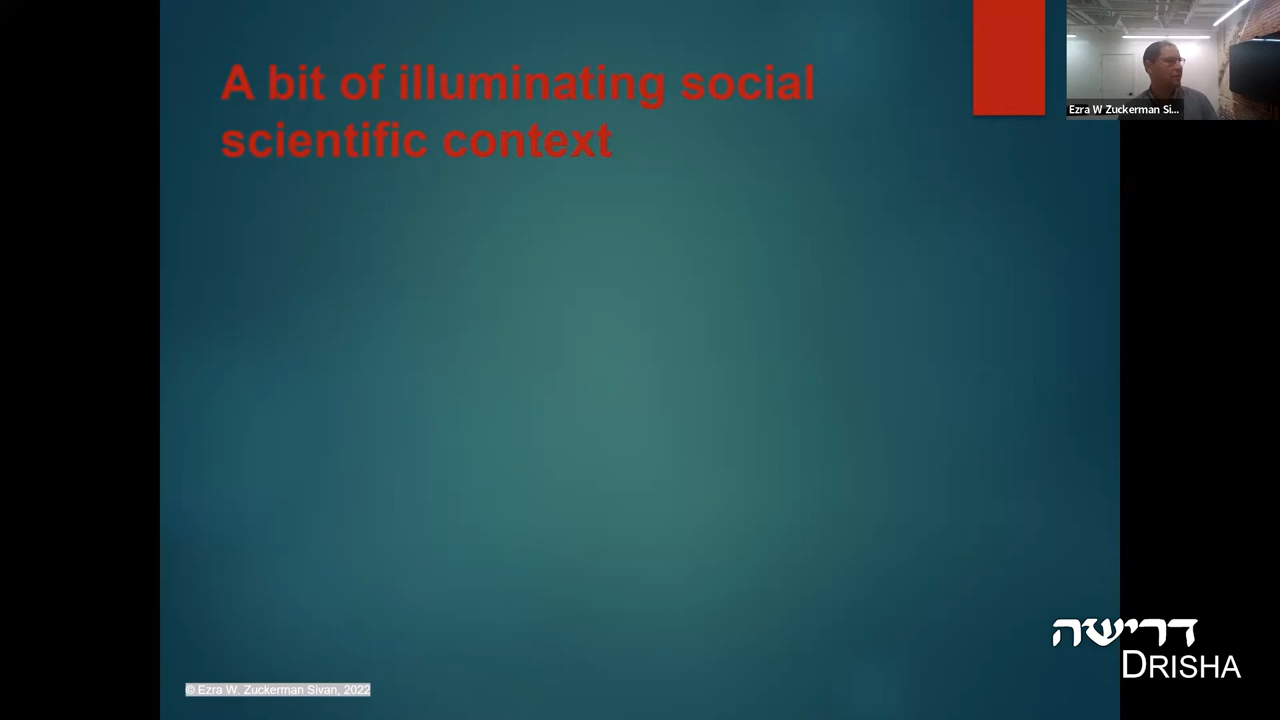 A bit of illuminating social
scientific context
Ezra W Zuckerman Si...
דרישה
DRISHA
© Ezra W. Zuckerman Sivan, 2022